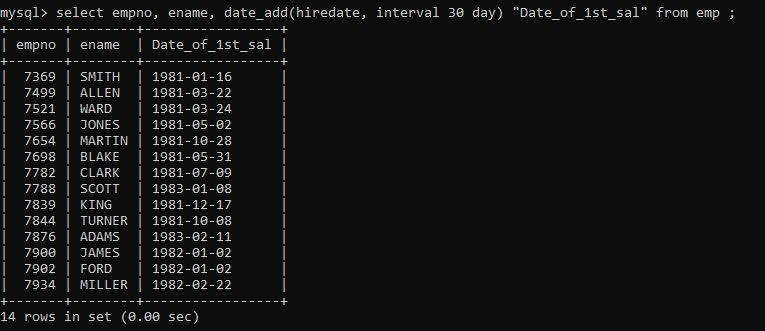 mysql> select empno, ename, date_add(hiredate, interval 30 day) "Date_of_1st_sal" from emp ;
+-------+--------+-----------------+
| empno | ename  | Date_of_1st_sal |
+-------+--------+-----------------+
|  7369 | SMITH  | 1981-01-16      |
|  7499 | ALLEN  | 1981-03-22      |
|  7521 | WARD   | 1981-03-24      |
|  7566 | JONES  | 1981-05-02      |
|  7654 | MARTIN | 1981-10-28      |
|  7698 | BLAKE  | 1981-05-31      |
|  7782 | CLARK  | 1981-07-09      |
|  7788 | SCOTT  | 1983-01-08      |
|  7839 | KING   | 1981-12-17      |
|  7844 | TURNER | 1981-10-08      |
|  7876 | ADAMS  | 1983-02-11      |
|  7900 | JAMES  | 1982-01-02      |
|  7902 | FORD   | 1982-01-02      |
|  7934 | MILLER | 1982-02-22      |
+-------+--------+-----------------+
14 rows in set (0.00 sec)